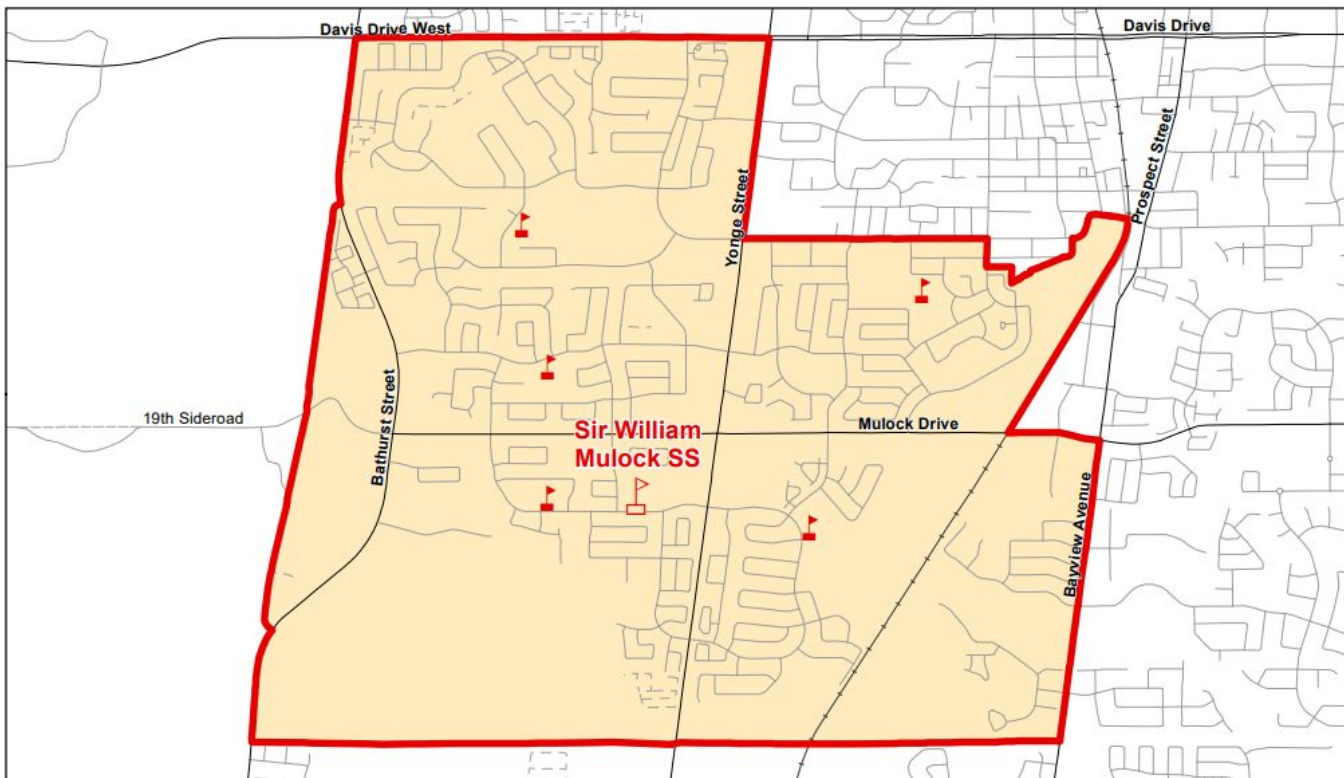 Davis Drive West
Davis Drive
Prospect Street
Yonge Street
19th Sideroad
Bathurst Street
Mulock Drive
Sir William
Mulock SS
Bayview Avenue